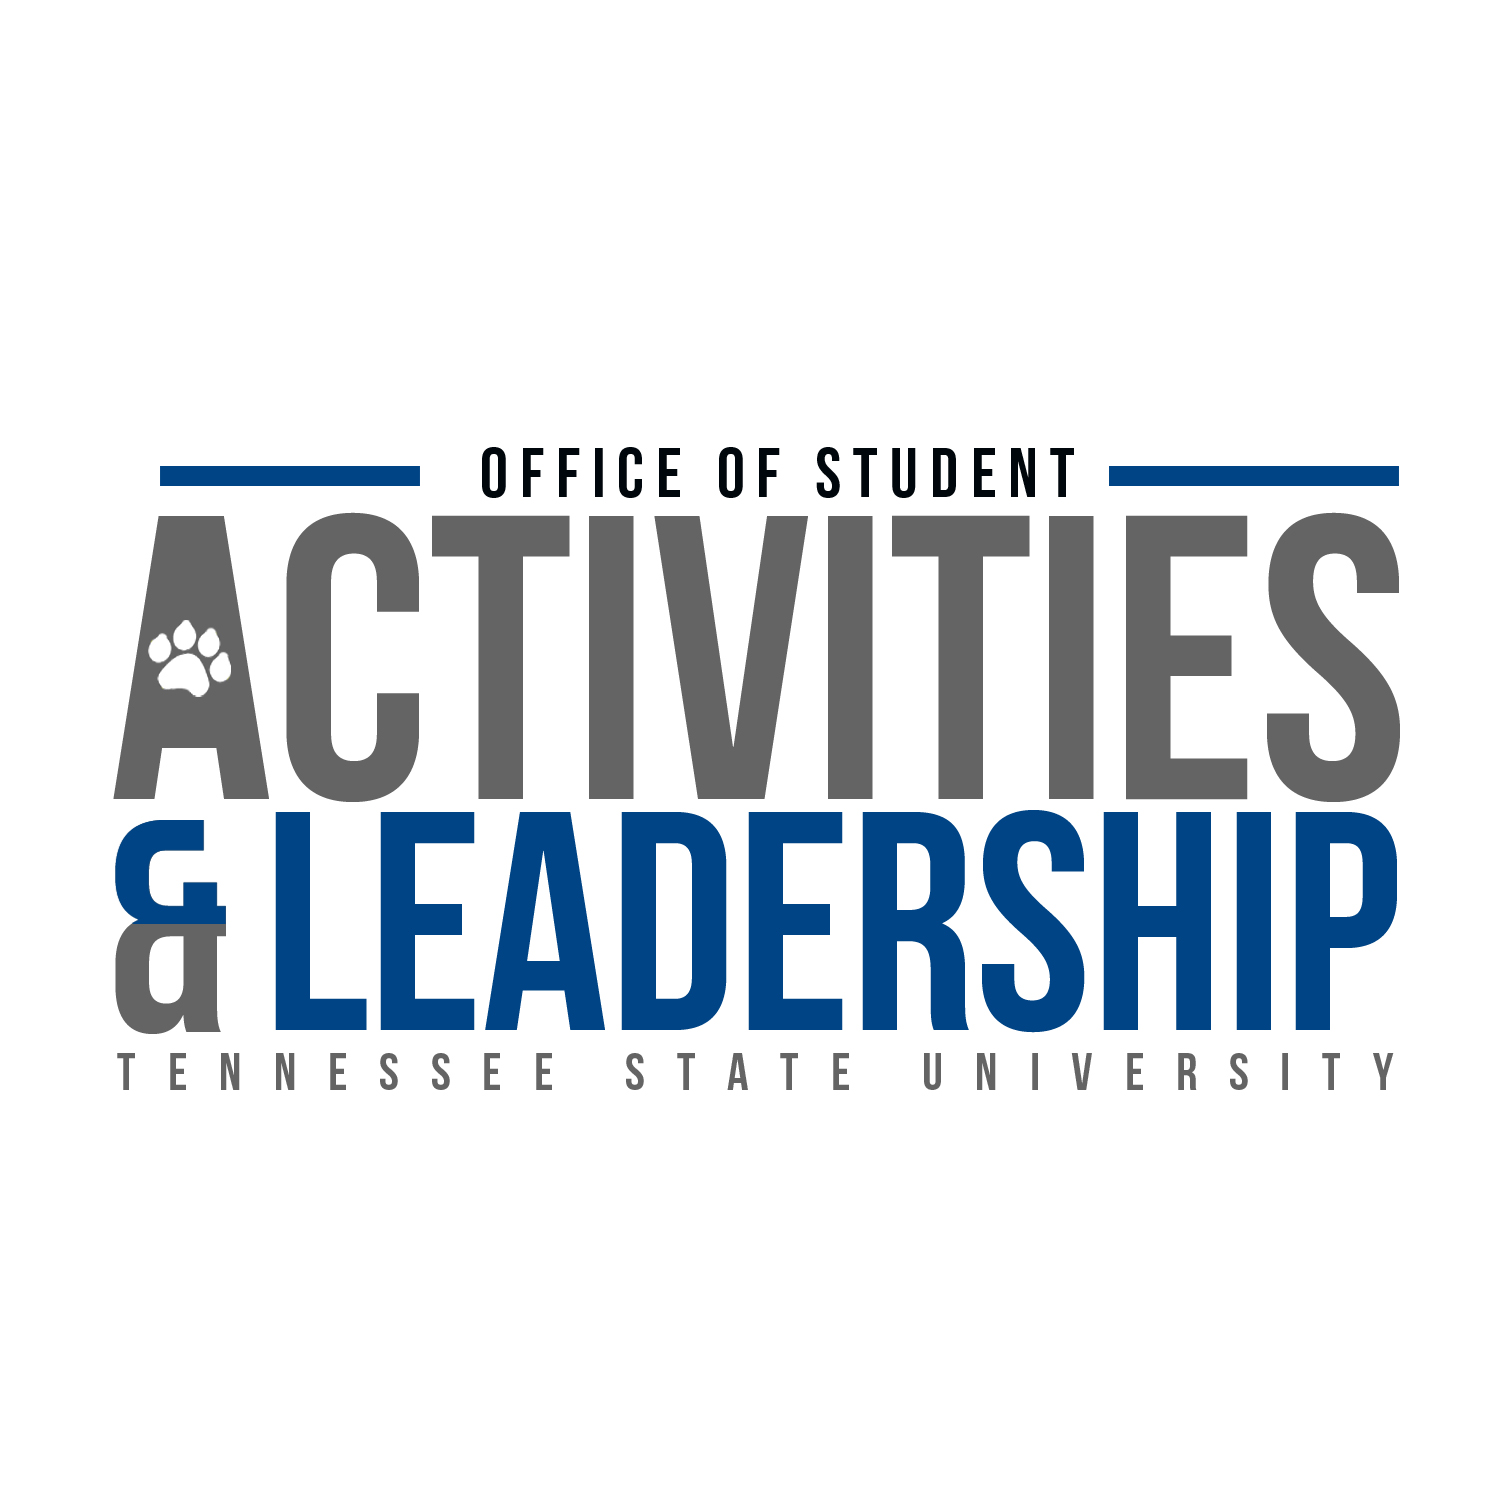 OFFICE OF STUDENT
ACTIVITIES
& LEADERSHIP
TENNESSEE STATE UNIVERSITY